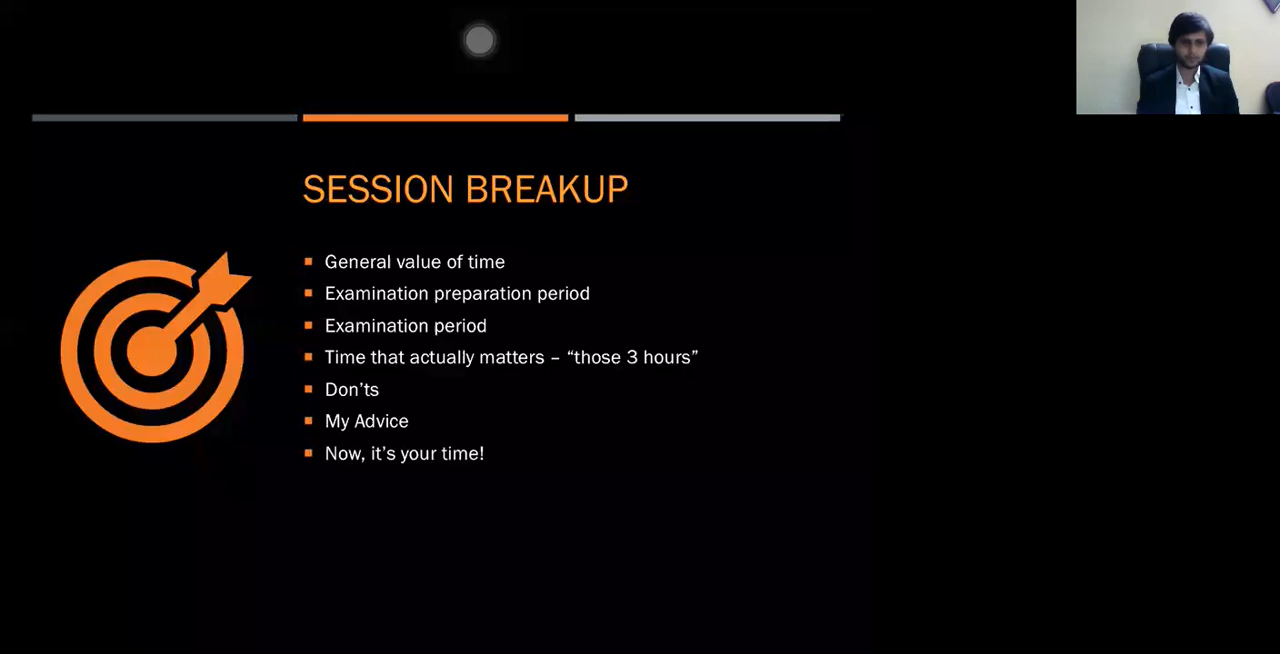 SESSION BREAKUP
General value of time
Examination preparation period
Examination period
Time that actually matters – “those 3 hours”
Don’ts
My Advice
Now, it’s your time!